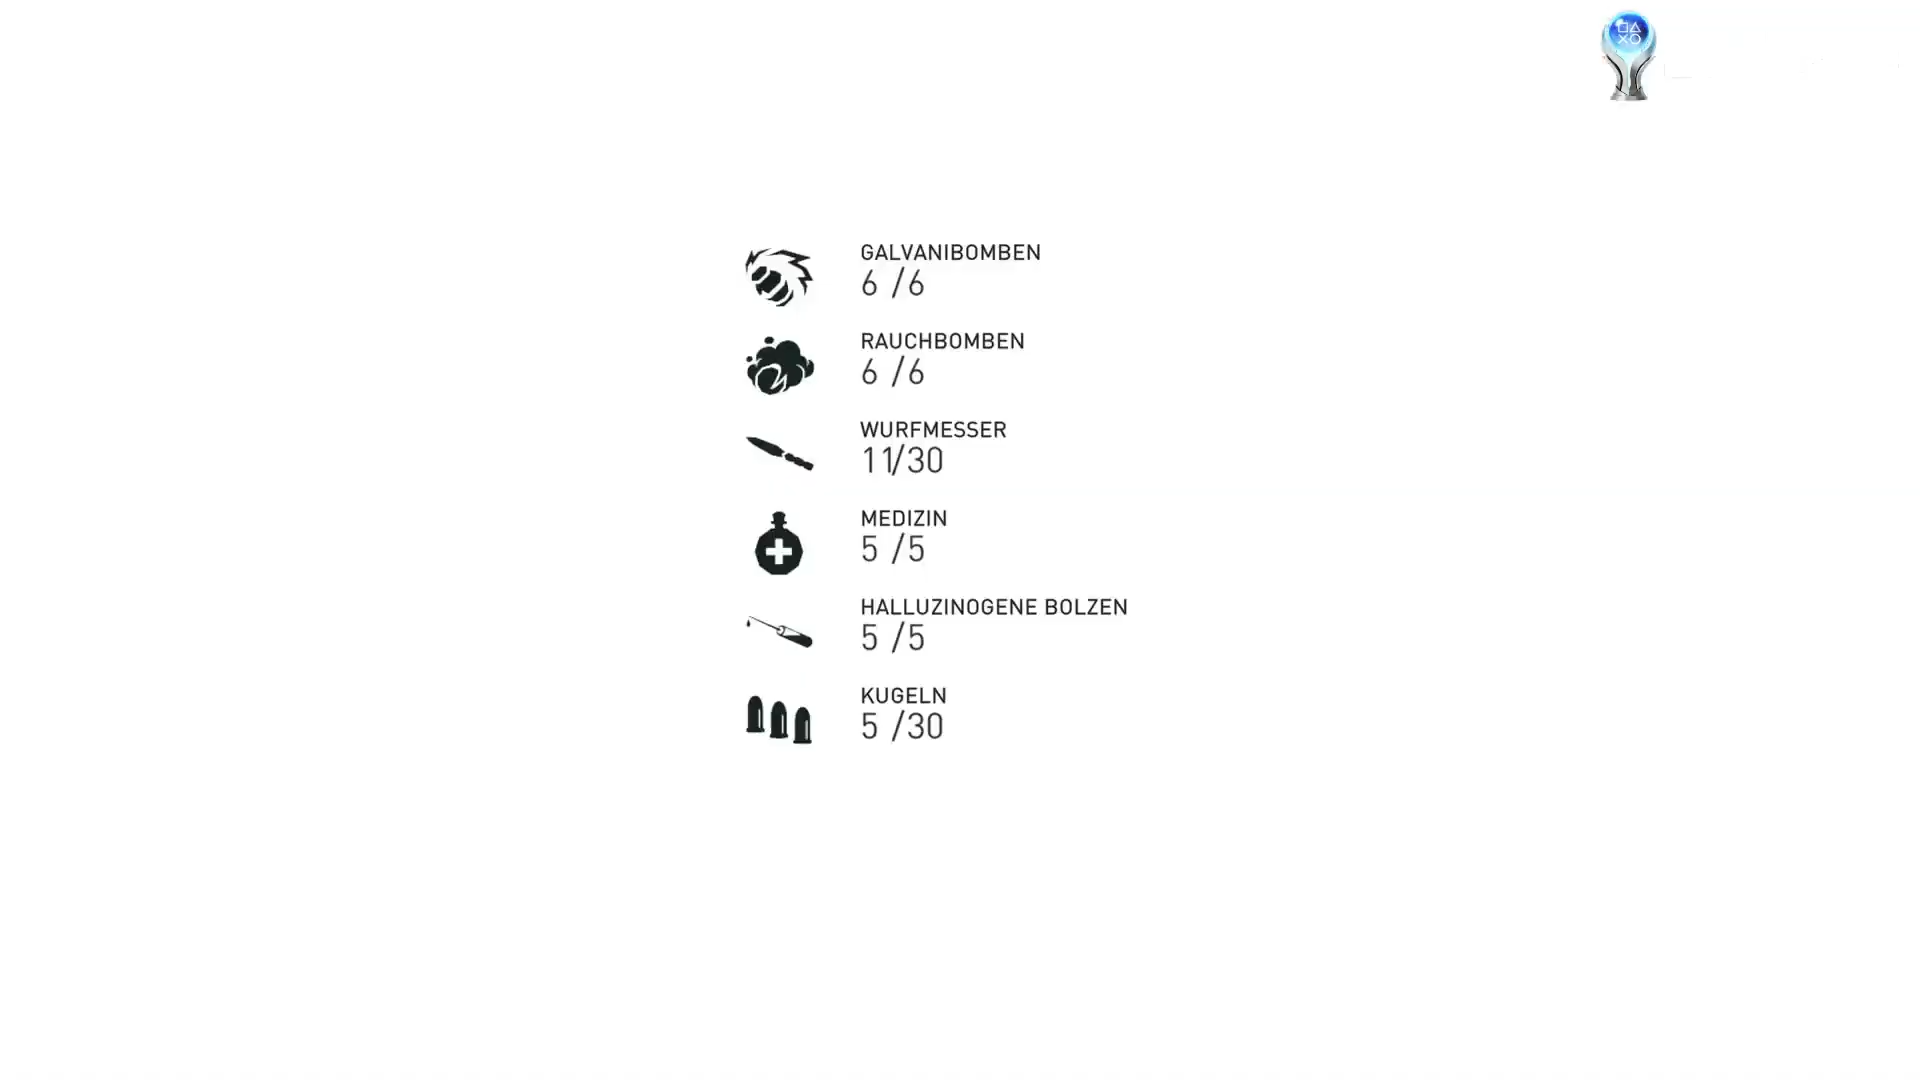 GALVANIBOMBEN
6 /6
RAUCHBOMBEN
6 /6
WURFMESSER
11/30
MEDIZIN
5 /5
HALLUZINOGENE BOLZEN
5 /5
KUGELN
5 /30